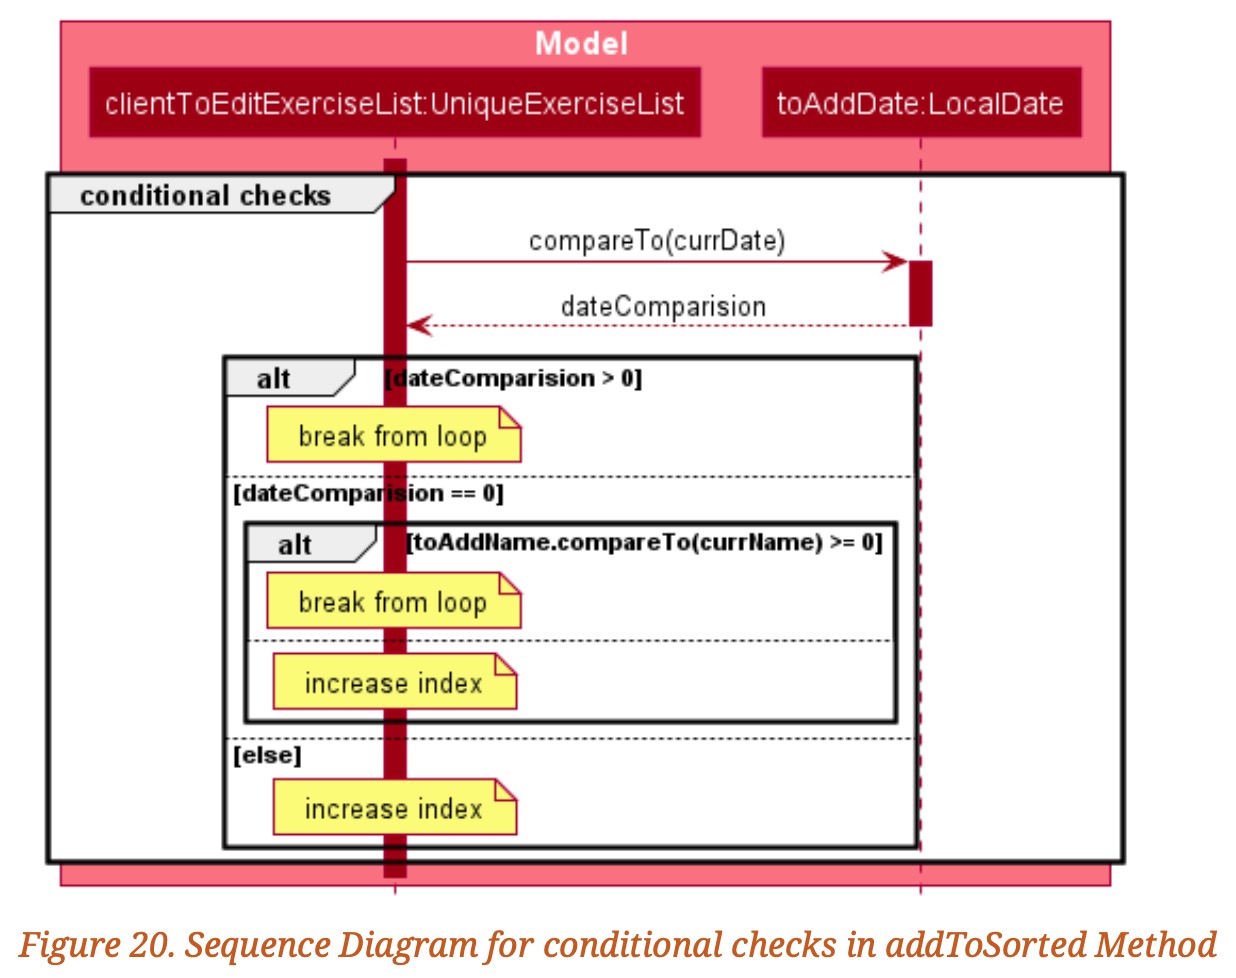 Model
clientToEditExerciseList:UniqueExerciseList
toAddDate:LocalDate
conditional checks
compareTo(currDate)
dateComparision
alt
[dateComparision > 0]
break from loop
[dateComparision == 0]
alt
[toAddName.compareTo(currName) >= 0]
break from loop
increase index
[else]
increase index
Figure 20. Sequence Diagram for conditional checks in addToSorted Method